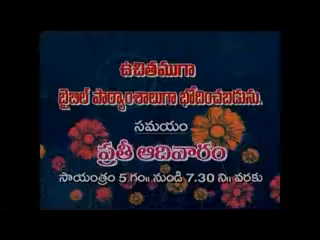 ఉచితముగా
బైబిల్ పాఠ్యాంశాలుగా భోదించబడును.
సమయం
ప్రతీ ఆదివారం
సాయంత్రం 5 గం॥ నుండి 7.30 ని॥ వరకు